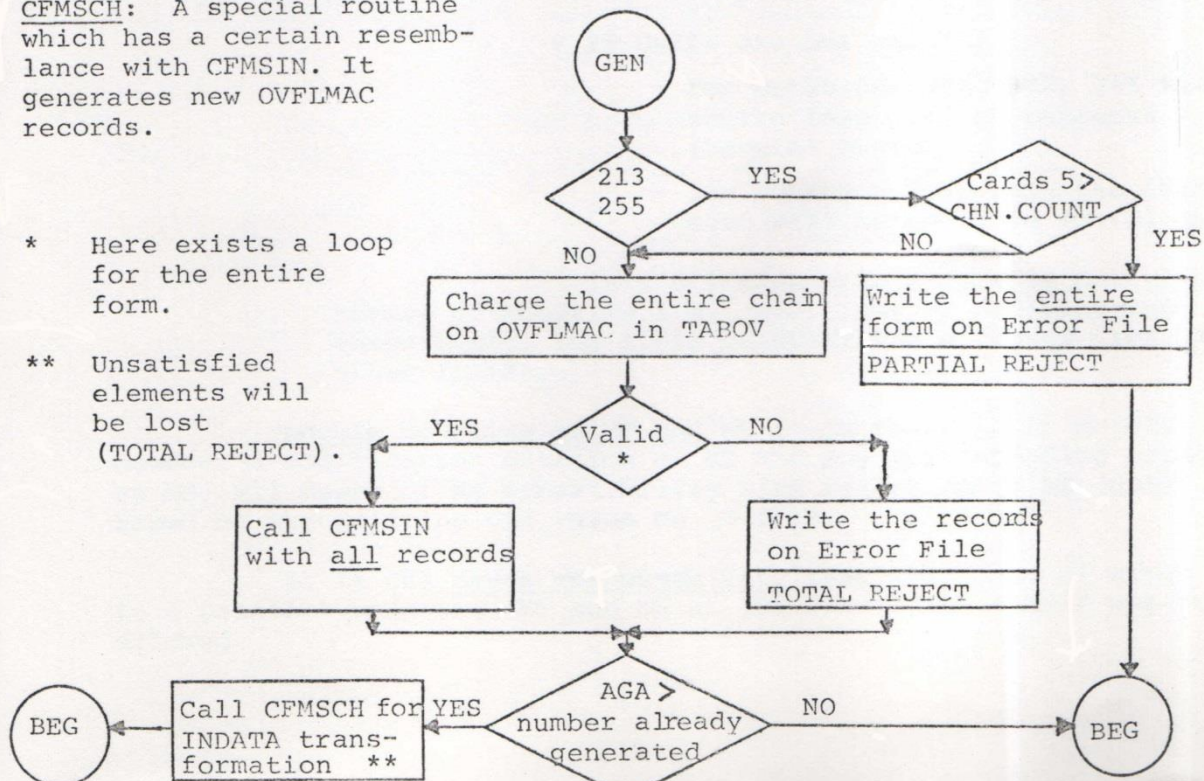 CFMSCH: A special routine
which has a certain resemb-
lance with CFMSIN. It
generates new OVFLMAC
records.
* Here exists a loop
for the entire
form.
** Unsatisfied
elements will
be lost
(TOTAL REJECT).
GEN
213
255
YES
Cards 5>
CHN.COUNT
NO
NO
YES
Charge the entire chain
on OVFLMAC in TABOV
Write the entire
form on Error File
PARTIAL REJECT
YES
Valid
*
NO
Call CFMSIN
with all records
Write the records
on Error File
TOTAL REJECT
BEG
Call CFMSCH for
INDATA trans-
formation **
YES
AGA >
number already
generated
NO
BEG